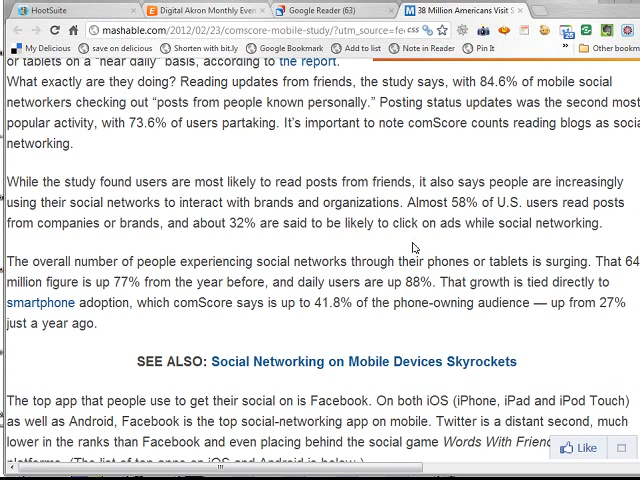 HootSuite
Digital Akron Monthly Even
Google Reader (63)
38 Million Americans Visit S
mashable.com/2012/02/23/comscore-mobile-study/?utm_source=fe
My Delicious
save on delicious
Shorten with bit.ly
Google Bookmark
Add to list
Note in Reader
Pin It
»
Other bookm
or tablets on a "near daily" basis, according to the report.
What exactly are they doing? Reading updates from friends, the study says, with 84.6% of mobile social
networkers checking out “posts from people known personally.” Posting status updates was the second most
popular activity, with 73.6% of users partaking. It’s important to note comScore counts reading blogs as socia
networking.
While the study found users are most likely to read posts from friends, it also says people are increasingly
using their social networks to interact with brands and organizations. Almost 58% of U.S. users read posts
from companies or brands, and about 32% are said to be likely to click on ads while social networking.
The overall number of people experiencing social networks through their phones or tablets is surging. That 64
million figure is up 77% from the year before, and daily users are up 88%. That growth is tied directly to
smartphone adoption, which comScore says is up to 41.8% of the phone-owning audience — up from 27%
just a year ago.
SEE ALSO: Social Networking on Mobile Devices Skyrockets
The top app that people use to get their social on is Facebook. On both iOS (iPhone, iPad and iPod Touch)
as well as Android, Facebook is the top social-networking app on mobile. Twitter is a distant second, much
lower in the ranks than Facebook and even placing behind the social game Words With Frien
Like
platforms. (The list of top apps on iOS and Android is below.)